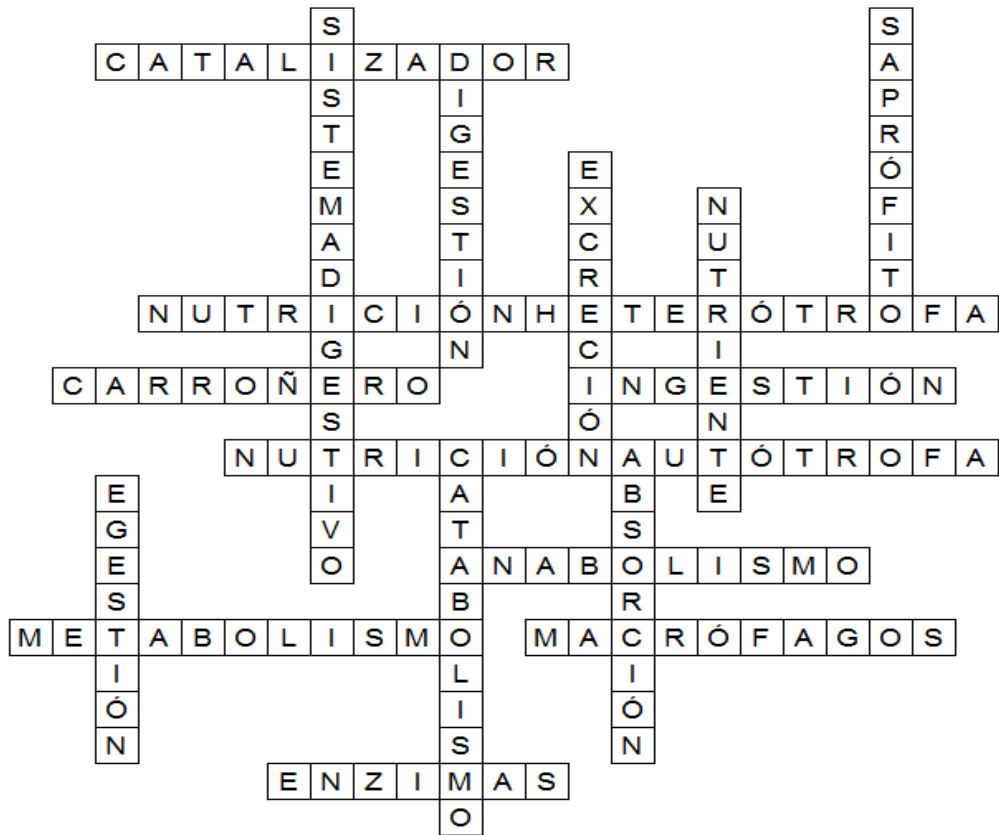 SISTEMADIGESTIVO
SAPRÓFITO
CATALIZADOR
DIGESTIÓN
EXCRECIÓN
NUTRIENTE
NUTRICIÓNHETERÓTROFA
CARROÑERO
INGESTIÓN
NUTRICIÓNAUTÓTROFA
CATABOLISMO
ABSORCIÓN
EGESTIÓN
ANABOLISMO
METABOLISMO
MACRÓFAGOS
ENZIMAS